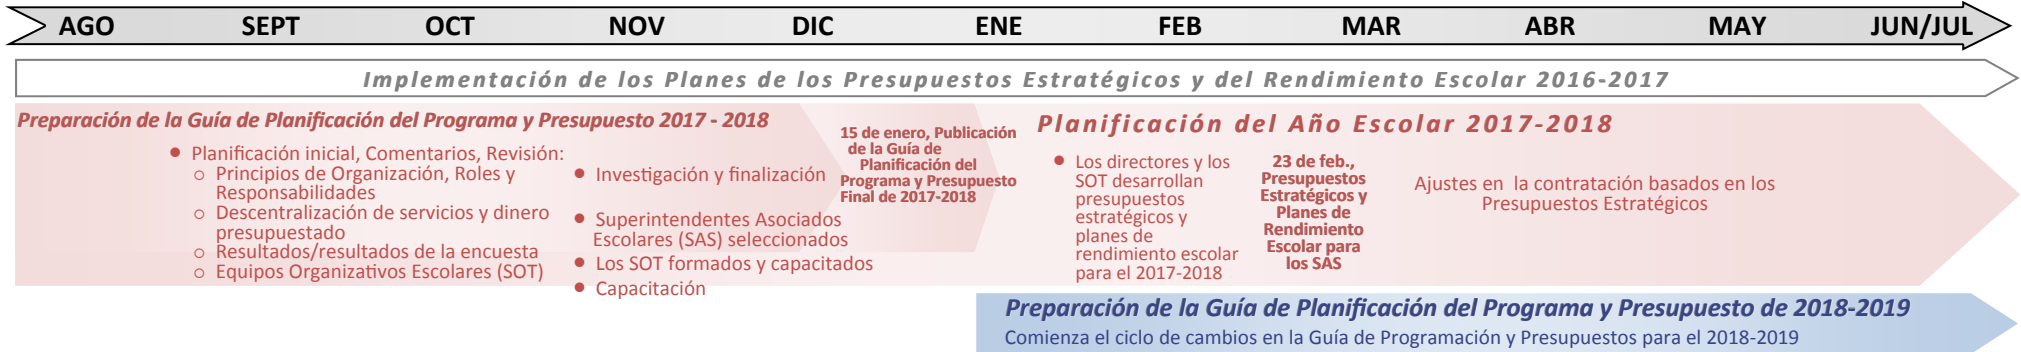 AGO SEPT OCT NOV DIC ENE FEB MAR ABR MAY JUN/JUL
Implementación de los Planes de los Presupuestos Estratégicos y del Rendimiento Escolar 2016-2017
Preparación de la Guía de Planificación del Programa y Presupuesto 2017 - 2018
• Planificación inicial, Comentarios, Revisión:
o Principios de Organización, Roles y
Responsabilidades
o Descentralización de servicios y dinero
presupuestado
o Resultados/resultados de la encuesta
o Equipos Organizativos Escolares (SOT)
• Investigación y finalización
• Superintendentes Asociados
Escolares (SAS) seleccionados
• Los SOT formados y capacitados
• Capacitación
15 de enero, Publicación
de la Guía de
Planificación del
Programa y Presupuesto
Final de 2017-2018
Planificación del Año Escolar 2017-2018
• Los directores y los
SOT desarrollan
presupuestos
estratégicos y
planes de
rendimiento escolar
para el 2017-2018
23 de feb.,
Presupuestos
Estratégicos y
Planes de
Rendimiento
Escolar para
los SAS
Ajustes en la contratación basados en los
Presupuestos Estratégicos
Preparación de la Guía de Planificación del Programa y Presupuesto de 2018-2019
Comienza el ciclo de cambios en la Guía de Programación y Presupuestos para el 2018-2019